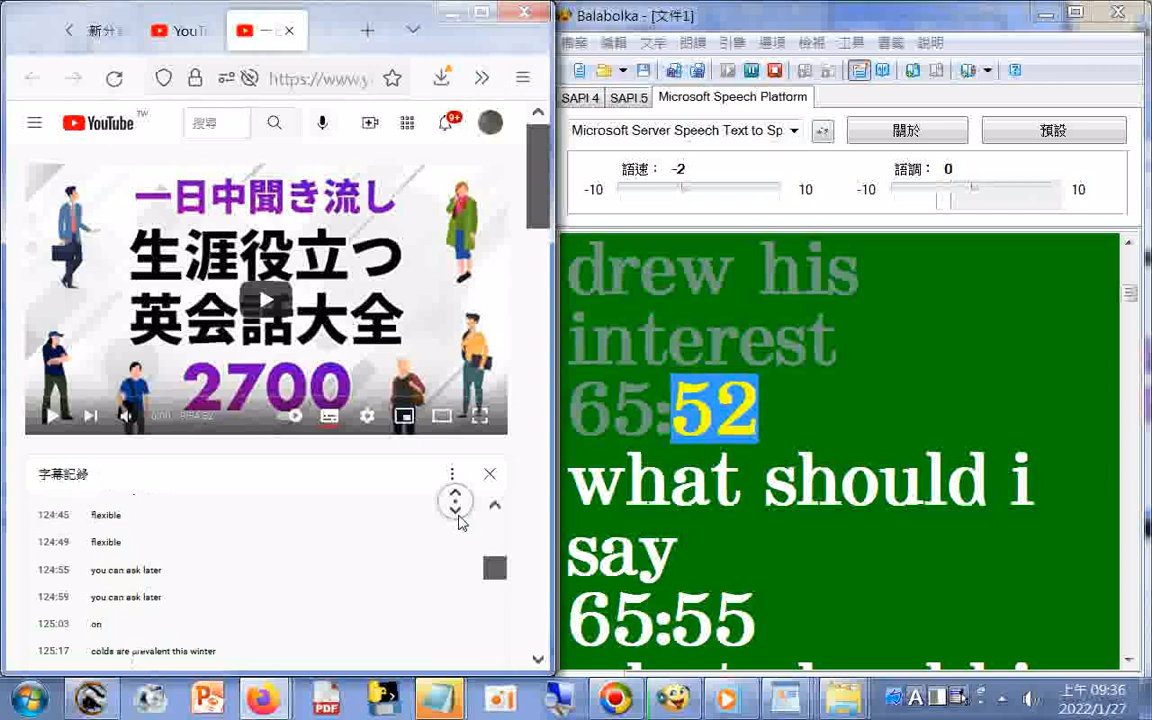 YouT
https://www.y
YouTube
TW
搜尋
9+
一日中聞き流し
生涯役立つ
英会話大全
2700
字幕記錄
124:45 flexible
124:49 flexible
124:55 you can ask later
124:59 you can ask later
125:03 on
125:17 colds are prevalent this winter
Balabolka - [文件1]
檔案 編輯 文字 朗讀 引數 選項 檢視 工具 書籤 說明
SAPI 4 SAPI 5 Microsoft Speech Platform
Microsoft Server Speech Text to Sp
關於
預設
語速： -2
-10 10
語調： 0
-10 10
drew his
interest
65:52
what should i
say
65:55
PDF
上午 09:36
2022/1/27